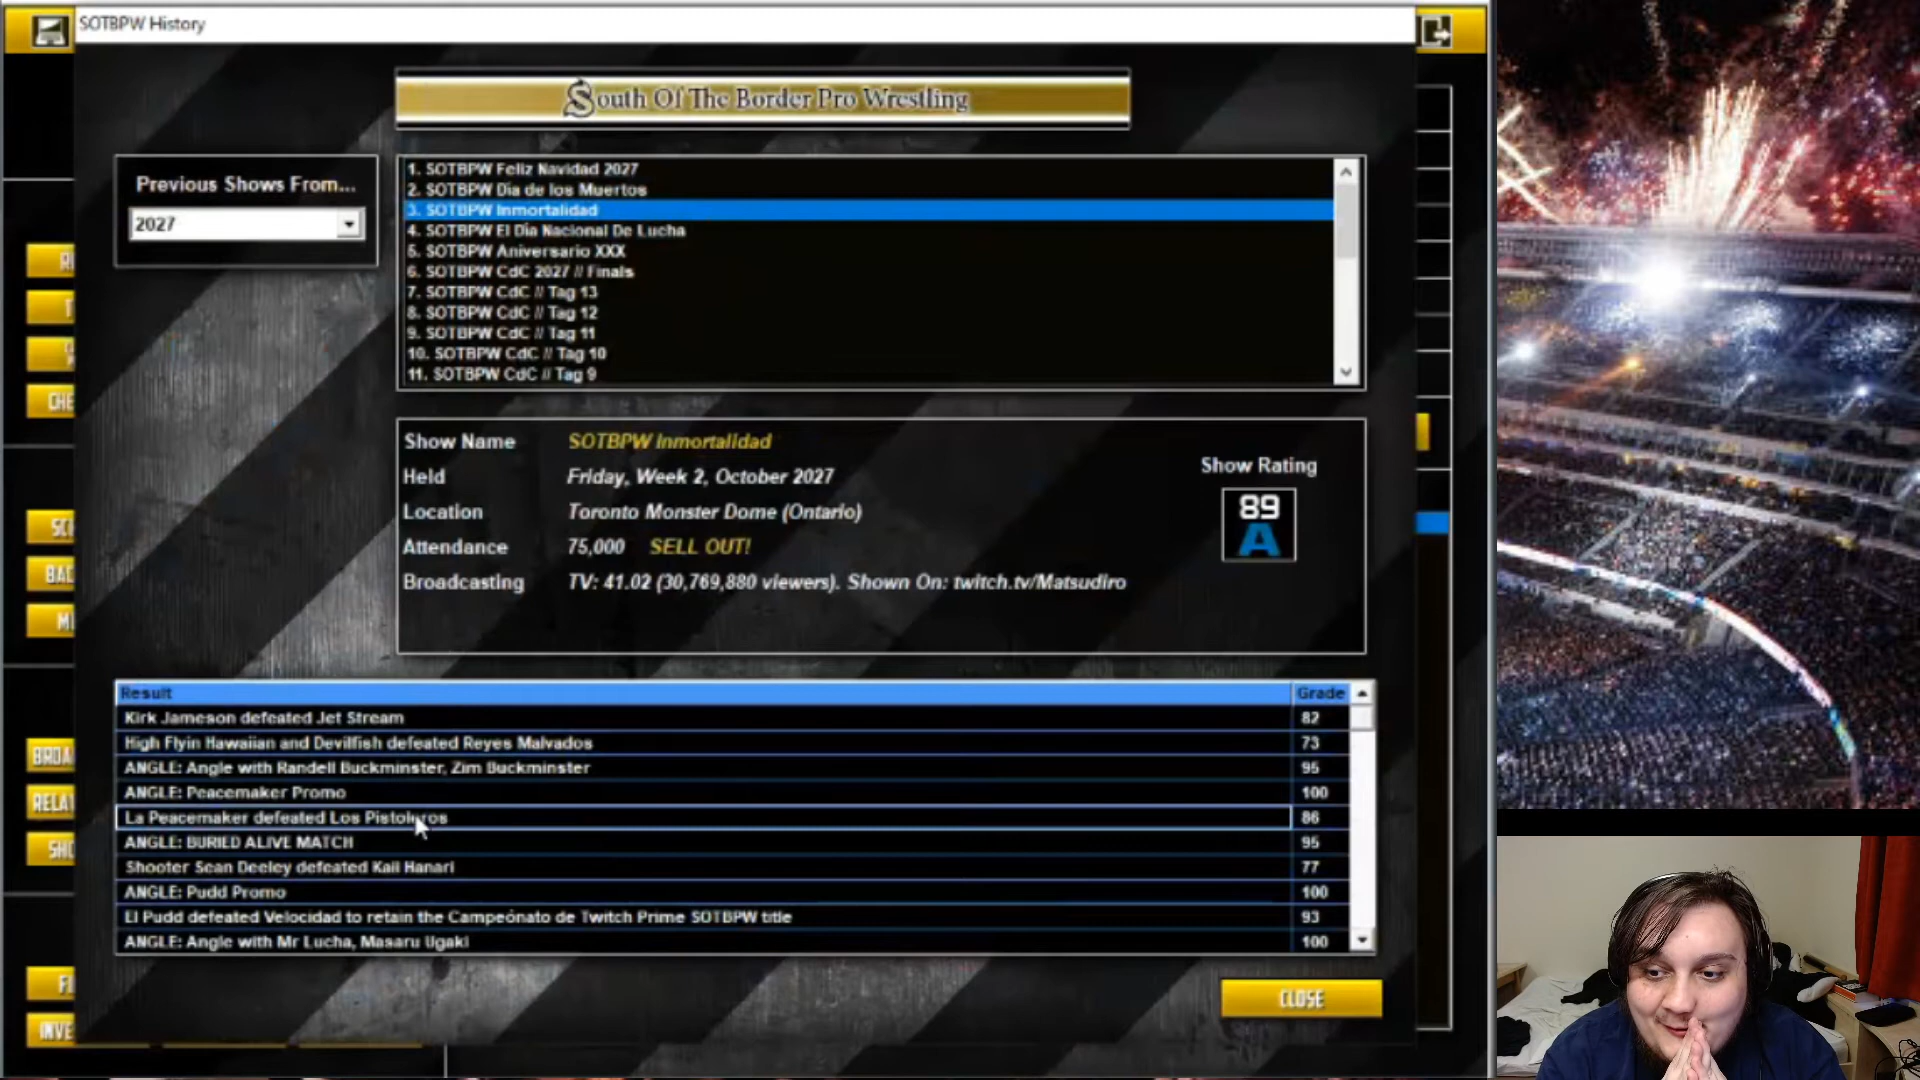 SOTBPW History
South Of The Border Pro Wrestling
Previous Shows From...
2027
1. SOTBPW Feliz Navidad 2027
2. SOTBPW Día de los Muertos
3. SOTBPW Inmortalidad
4. SOTBPW El Día Nacional De Lucha
5. SOTBPW Aniversario XXX
6. SOTBPW CdC 2027 // Finals
7. SOTBPW CdC // Tag 13
8. SOTBPW CdC // Tag 12
9. SOTBPW CdC // Tag 11
10. SOTBPW CdC // Tag 10
11. SOTBPW CdC // Tag 9
Show Name SOTBPW Inmortalidad
Held Friday, Week 2, October 2027
Location Toronto Monster Dome (Ontario)
Attendance 75,000 SELL OUT!
Broadcasting TV: 41.02 (30,769,880 viewers). Shown On: twitch.tv/Matsudiro
Show Rating
89
A
Result Grade
Kirk Jameson defeated Jet Stream 82
High Flyin Hawaiian and Devilfish defeated Reyes Malvados 73
ANGLE: Angle with Randell Buckminster, Zim Buckminster 95
ANGLE: Peacemaker Promo 100
La Peacemaker defeated Los Pistoleros 86
ANGLE: BURIED ALIVE MATCH 95
Shooter Sean Deeley defeated Kail Hanari 77
ANGLE: Pudd Promo 100
El Pudd defeated Velocidad to retain the Campeónato de Twitch Prime SOTBPW title 93
ANGLE: Angle with Mr Lucha, Masaru Ugaki 100
CLOSE
CHE
BROA
RELA
INVE